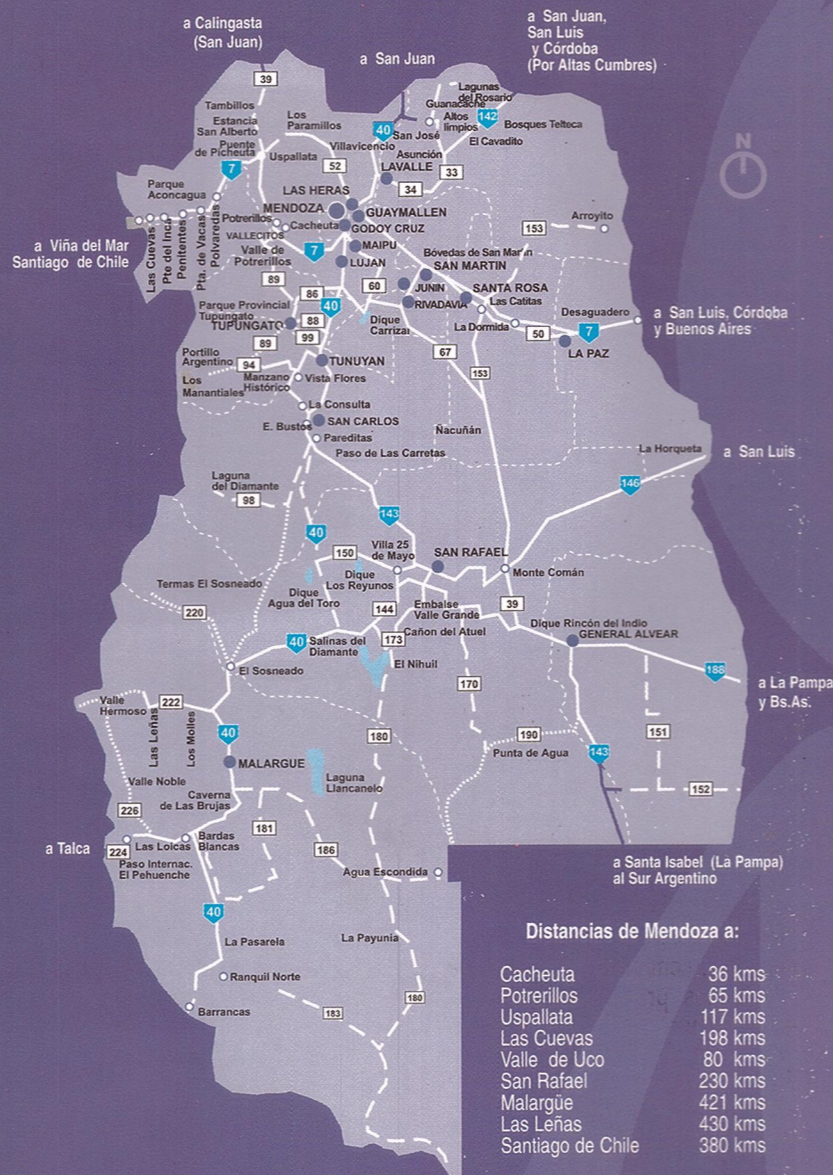 a Calingasta
(San Juan)
a San Juan
a San Juan,
San Luis
y Córdoba
(Por Altas Cumbres)
39
Tambillos
Estancia
San Alberto
Puente
de Picheuta
Los
Paramillos
Uspallata
52
7
Villavicencio
40
San José
Lagunas
del Rosario
Guanacache
Altos
limpios
142
Bosques Telteca
El Cavadito
Asunción
33
LAVALLE
34
N
Parque
Aconcagua
a Viña del Mar
Santiago de Chile
Las Cuevas
Pte del Inca
Penitentes
Pta. de Vacas
Polvaredas
LAS HERAS
MENDOZA
GUAYMALLEN
Potrerillos
Cacheuta
GODOY CRUZ
VALLECITOS
Valle de
Potrerillos
7
MAIPU
LUJAN
153
Arroyito
Bóvedas de San Martin
SAN MARTIN
89
86
40
60
JUNIN
RIVADAVIA
SANTA ROSA
Las Catitas
Parque Provincial
Tupungato
TUPUNGATO
88
99
89
Dique
Carrizal
La Dormida
50
Desaguadero
7
a San Luis, Córdoba
y Buenos Aires
LA PAZ
67
153
Portillo
Argentino
94
TUNUYAN
Los
Manantiales
Manzano
Histórico
Vista Flores
La Consulta
E. Bustos
SAN CARLOS
Pareditas
Paso de Las Carretas
Ñacuñán
La Horqueta
a San Luis
146
Laguna
del Diamante
98
143
40
150
Villa 25
de Mayo
SAN RAFAEL
Monte Comán
Dique
Los Reyunos
Termas El Sosneado
220
Dique
Agua del Toro
144
Embalse
Valle Grande
39
Dique Rincón del Indio
GENERAL ALVEAR
40
Salinas del
Diamante
173
Cañon del Atuel
El Nihuil
El Sosneado
188
a La Pampa
y Bs.As.
170
Valle
Hermoso
222
Las Leñas
Los Molles
40
180
190
Punta de Agua
151
143
MALARGUE
152
Valle Noble
Laguna
Llancanelo
Caverna
de Las Brujas
226
181
a Talca
224
Las Loicas
Bardas
Blancas
Paso Internac.
El Pehuenche
186
Agua Escondida
a Santa Isabel (La Pampa)
al Sur Argentino
40
La Pasarela
La Payunia
Ranquil Norte
Barrancas
183
180
Distancias de Mendoza a:
Cacheuta 36 kms
Potrerillos 65 kms
Uspallata 117 kms
Las Cuevas 198 kms
Valle de Uco 80 kms
San Rafael 230 kms
Malargüe 421 kms
Las Leñas 430 kms
Santiago de Chile 380 kms